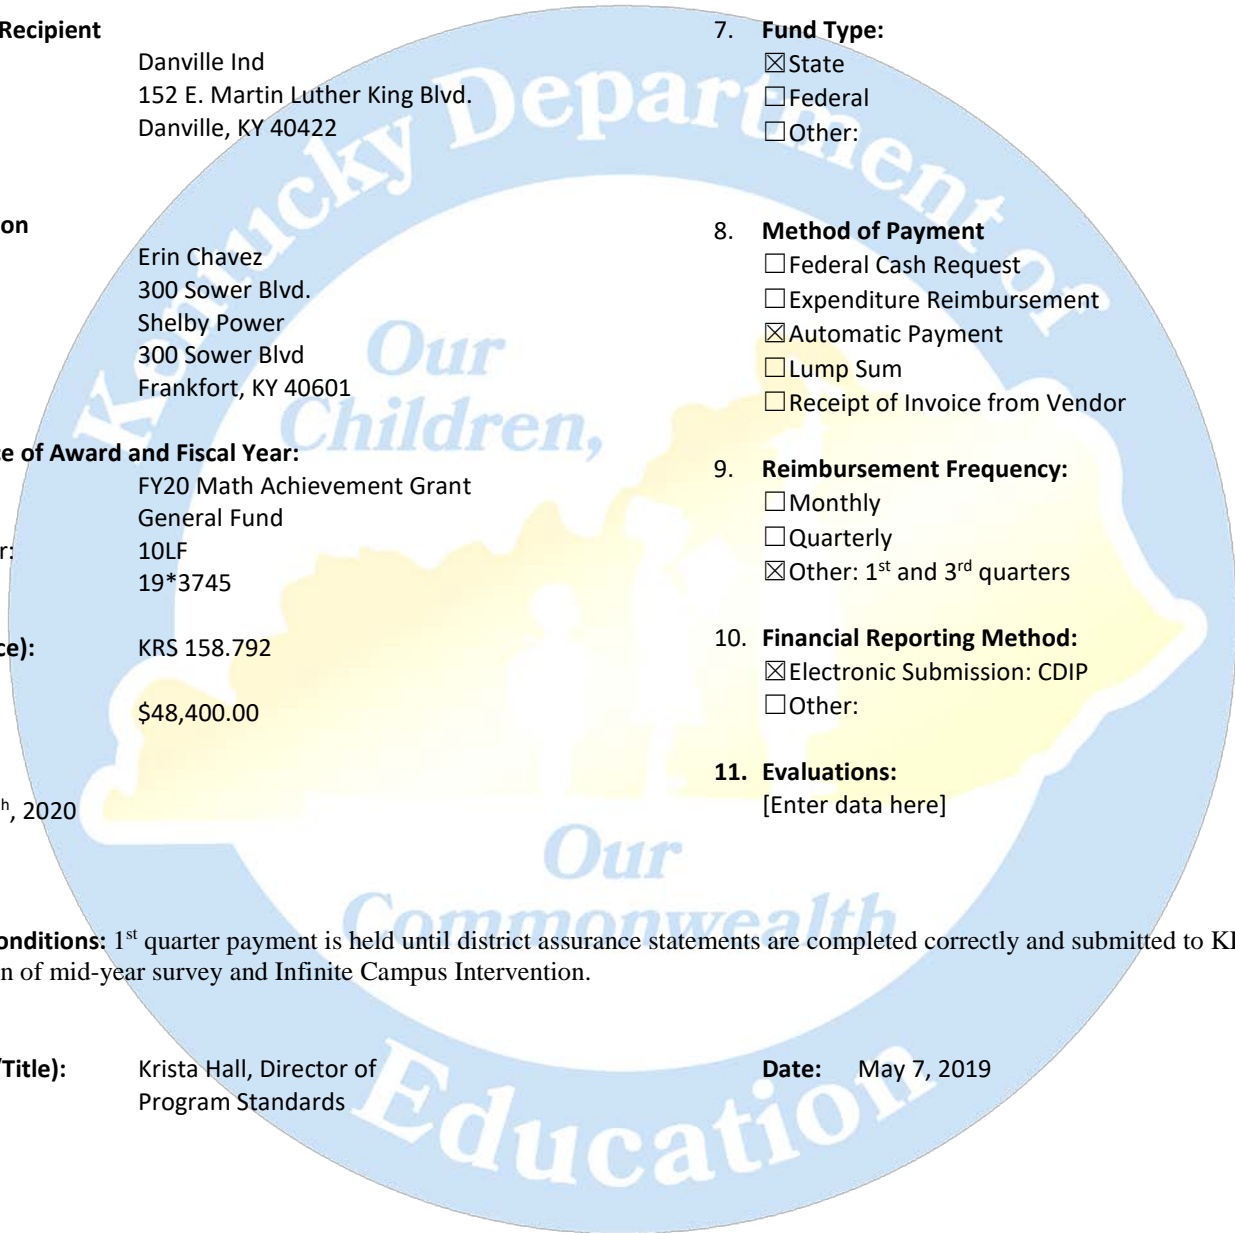 Recipient
Danville Ind
152 E. Martin Luther King Blvd.
Danville, KY 40422
on
Erin Chavez
300 Sower Blvd.
Shelby Power
300 Sower Blvd
Frankfort, KY 40601
ce of Award and Fiscal Year:
FY20 Math Achievement Grant
General Fund
r: 10LF
19*3745
ce): KRS 158.792
$48,400.00
h, 2020
7. Fund Type:
☒State
☐Federal
☐Other:
8. Method of Payment
☐Federal Cash Request
☐Expenditure Reimbursement
☒Automatic Payment
☐Lump Sum
☐Receipt of Invoice from Vendor
9. Reimbursement Frequency:
☐Monthly
☐Quarterly
☒Other: 1st and 3rd quarters
10. Financial Reporting Method:
☒Electronic Submission: CDIP
☐Other:
11. Evaluations:
[Enter data here]
onditions: 1st quarter payment is held until district assurance statements are completed correctly and submitted to K
n of mid-year survey and Infinite Campus Intervention.
/Title): Krista Hall, Director of
Program Standards
Date: May 7, 2019
Kentucky Department of
Education
Our
Children,
Our
Commonwealth